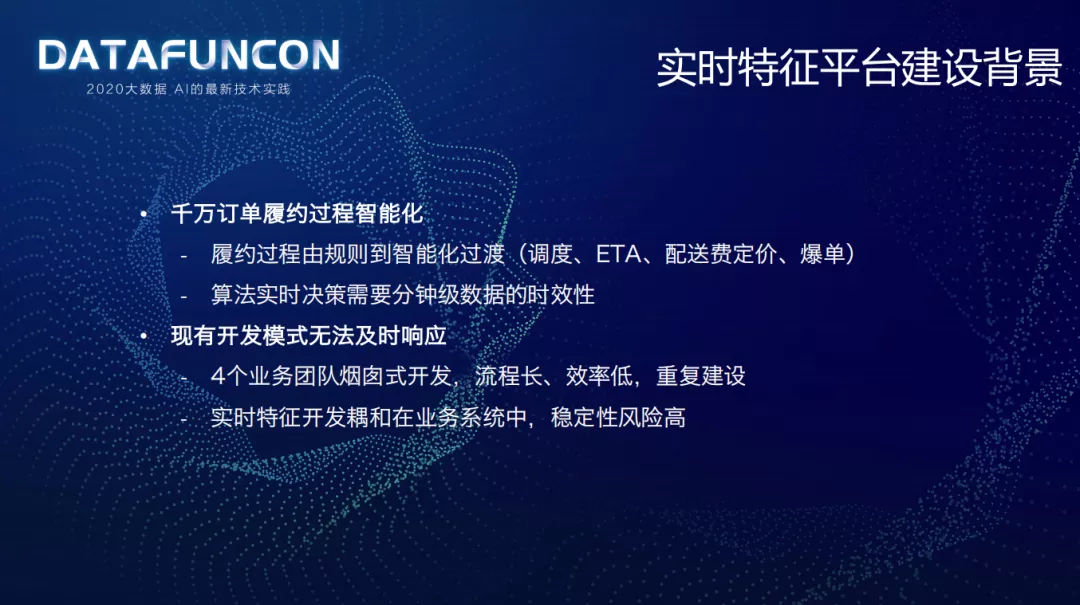 DATAFUNCON
2020大数据 AI的最新技术实践
实时特征平台建设背景
• 千万订单履约过程智能化
- 履约过程由规则到智能化过渡（调度、ETA、配送费定价、爆单）
- 算法实时决策需要分钟级数据的时效性
• 现有开发模式无法及时响应
- 4个业务团队烟囱式开发，流程长、效率低，重复建设
- 实时特征开发耦和在业务系统中，稳定性风险高